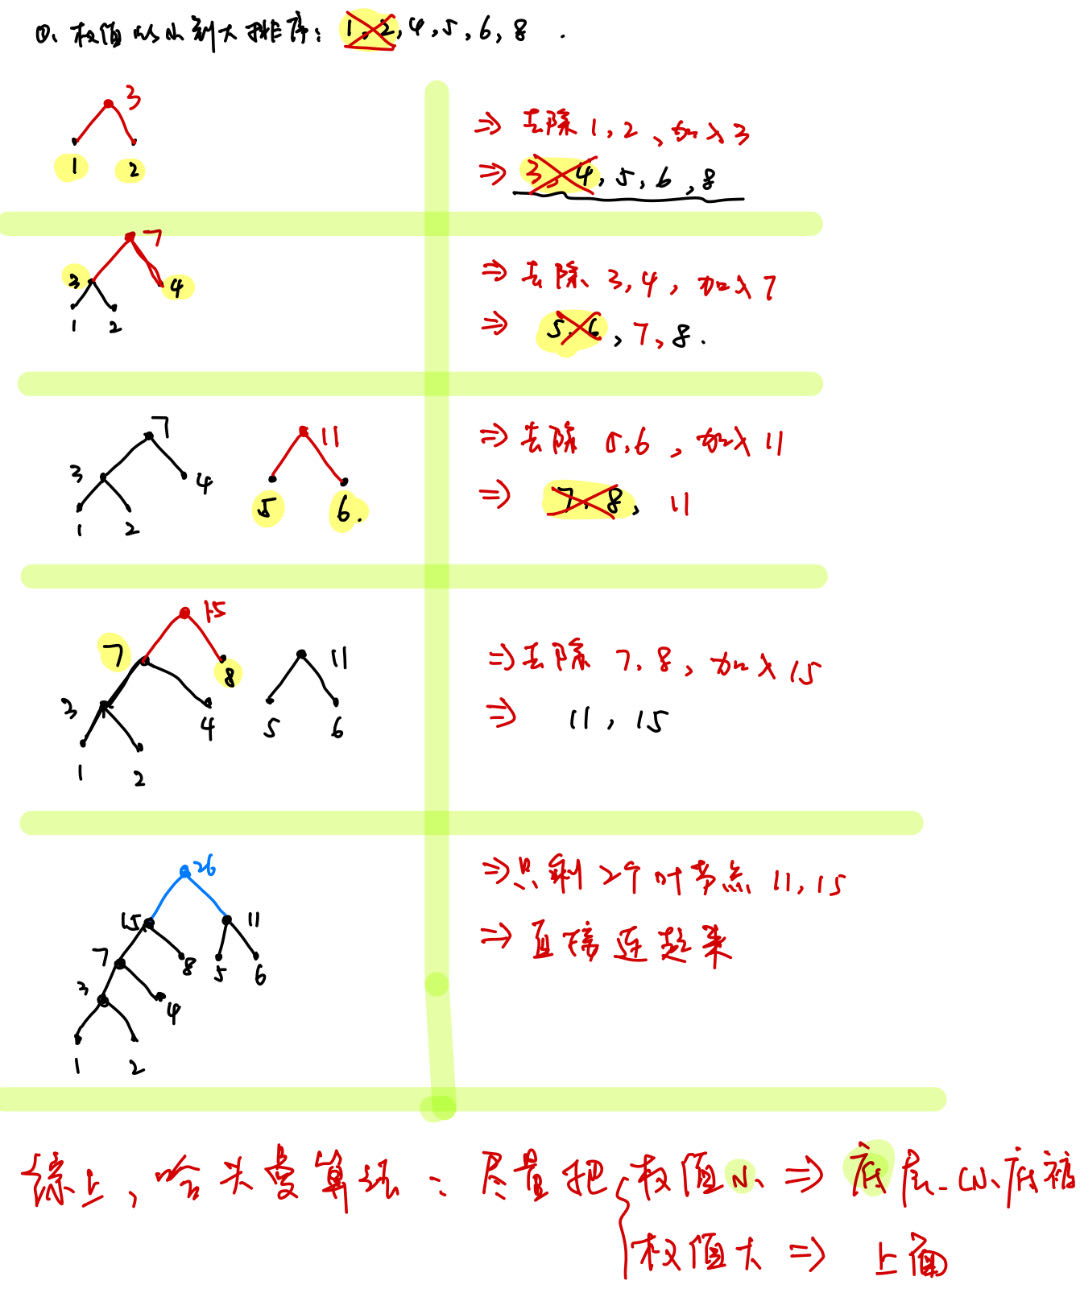 ①、权值从小到大排序：1,2,4,5,6,8.
3
1 2
⇒ 去除1,2,加入3
⇒ 3,4,5,6,8
7
3 4
1 2
⇒ 去除、3,4,加入7
⇒ 5,6,7,8.
7
3 4
1 2
11
5 6.
⇒ 去除 5,6,加入11
⇒ 7,8,11
15
7 8
3 4
1 2
11
5 6
⇒ 去除 7,8,加入15
⇒ 11,15
26
15 11
7 8 5 6
3 4
1 2
⇒ 只剩2个叶节点 11,15
⇒ 直接连起来
综上,哈夫曼算法：尽量把 权值小 ⇒ 底层
权值大 ⇒ 上面